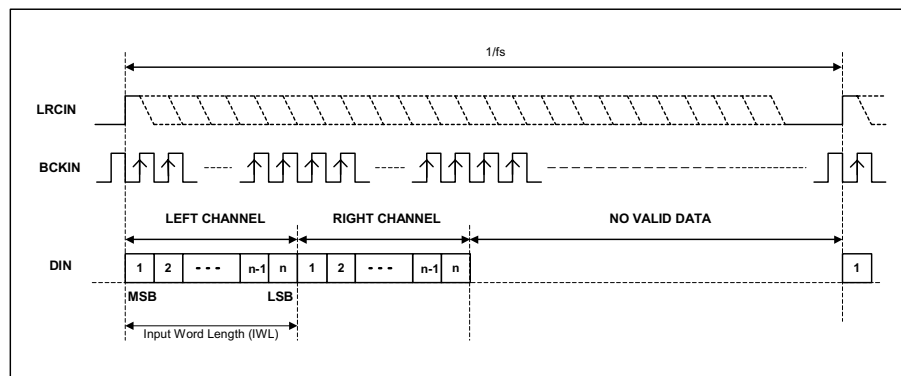 1/fs
LRCIN
BCKIN
LEFT CHANNEL RIGHT CHANNEL NO VALID DATA
DIN 1 2 - - - n-1 n 1 2 - - - n-1 n 1
MSB LSB
Input Word Length (IWL)